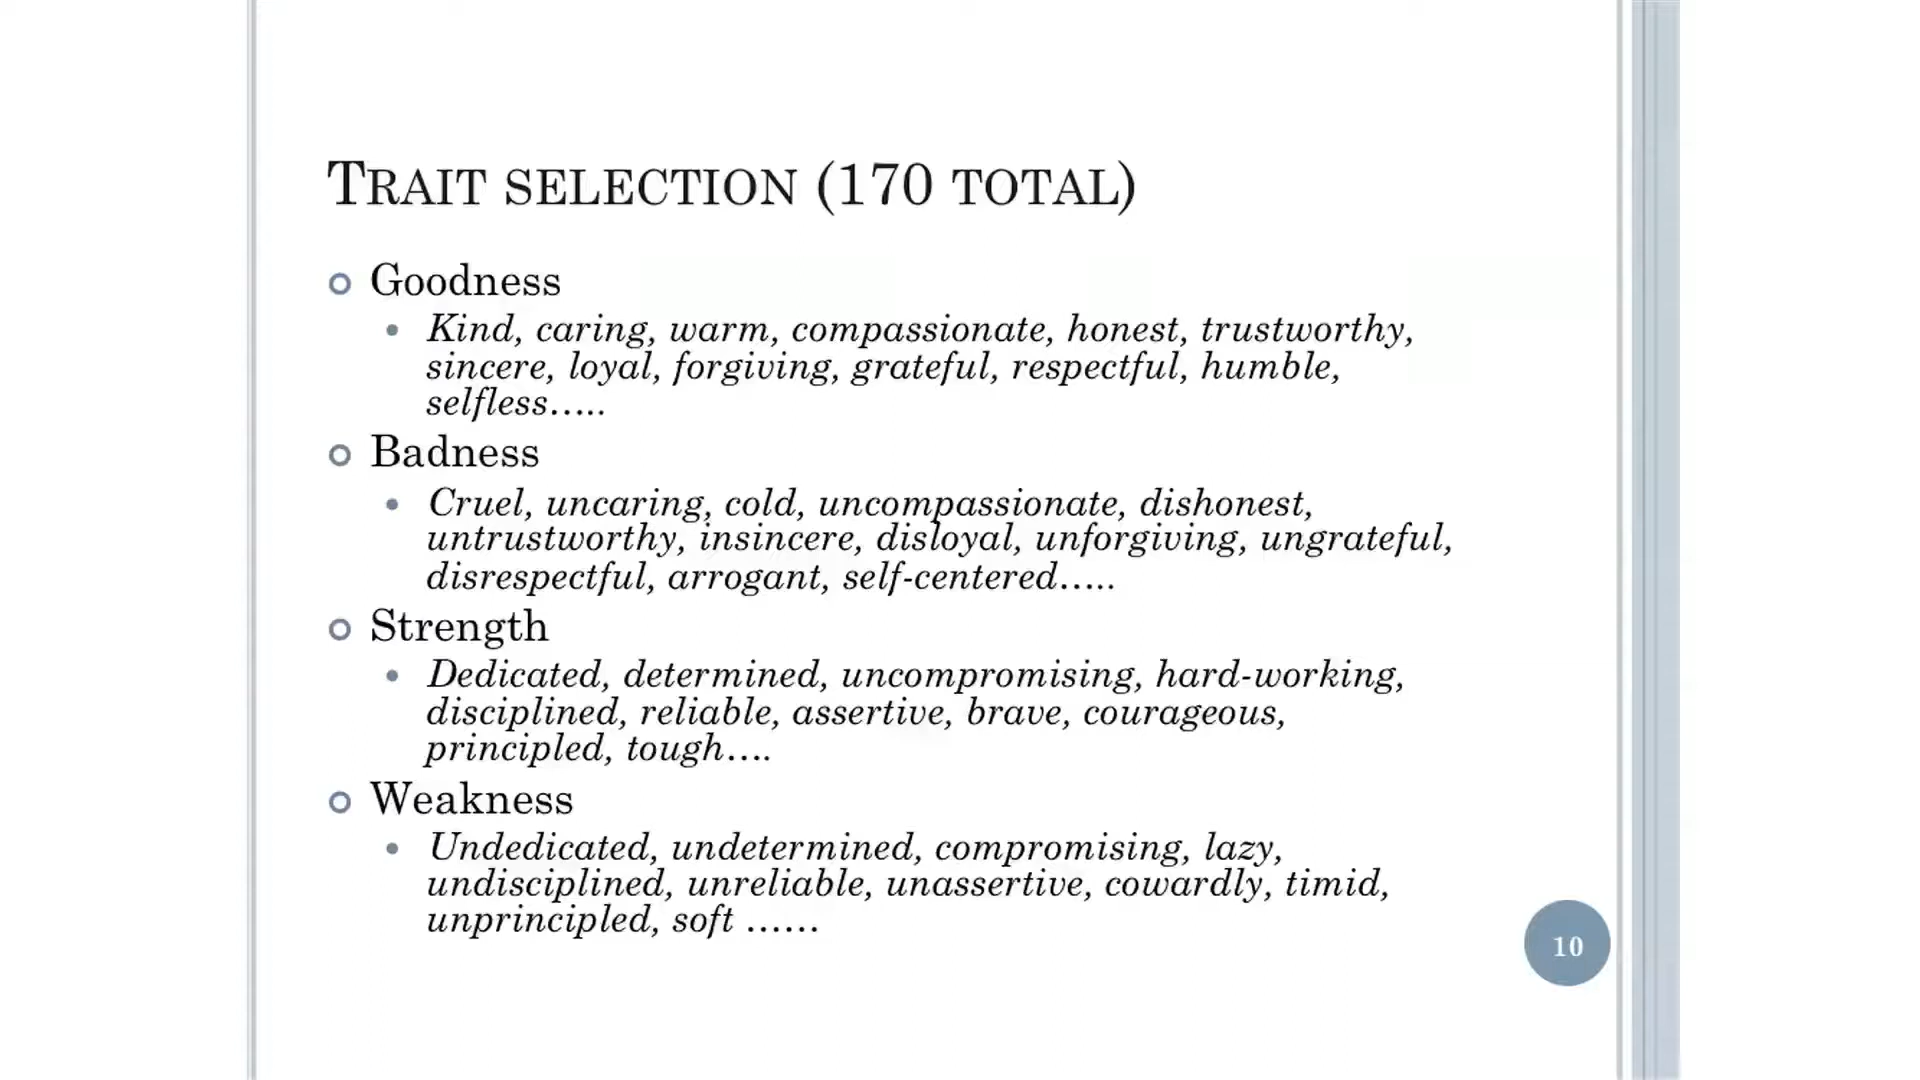 TRAIT SELECTION (170 TOTAL)
Goodness
Kind, caring, warm, compassionate, honest, trustworthy,
sincere, loyal, forgiving, grateful, respectful, humble,
selfless…..
Badness
Cruel, uncaring, cold, uncompassionate, dishonest,
untrustworthy, insincere, disloyal, unforgiving, ungrateful,
disrespectful, arrogant, self-centered…..
Strength
Dedicated, determined, uncompromising, hard-working,
disciplined, reliable, assertive, brave, courageous,
principled, tough….
Weakness
Undedicated, undetermined, compromising, lazy,
undisciplined, unreliable, unassertive, cowardly, timid,
unprincipled, soft ……
10